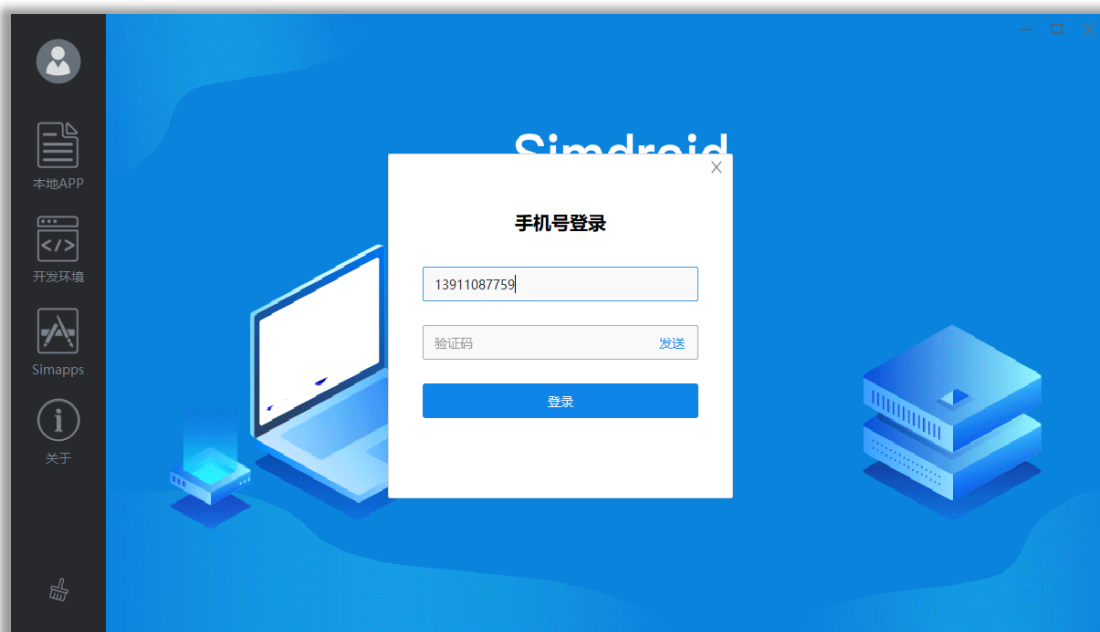 本地APP
开发环境
Simapps
关于
Simdroid
手机号登录
13911087759
验证码 发送
登录